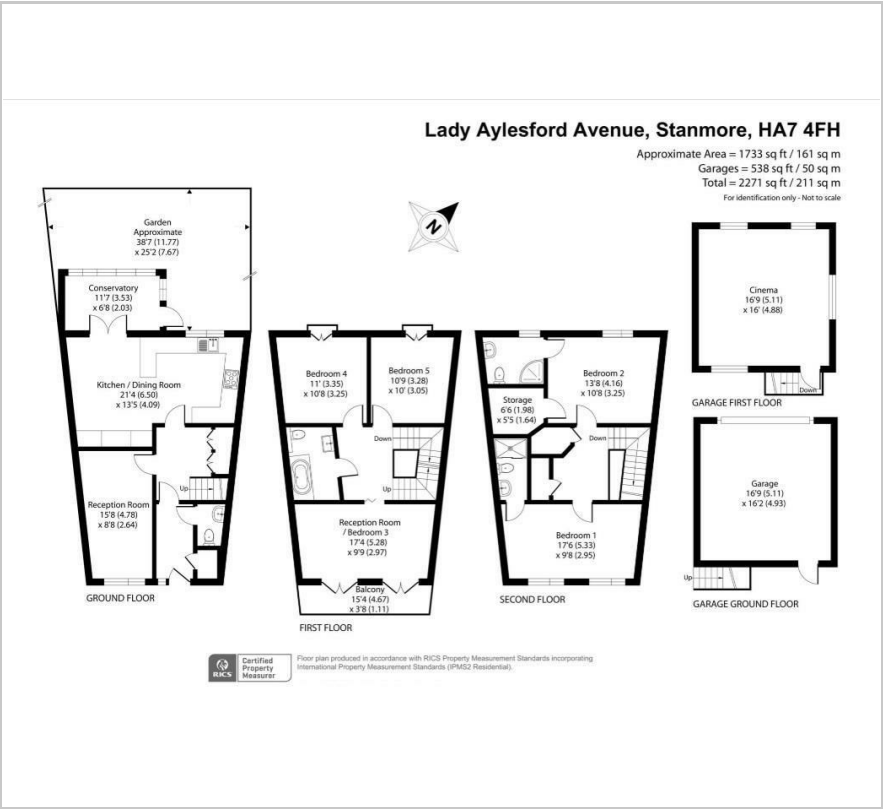 Lady Aylesford Avenue, Stanmore, HA7 4FH
Approximate Area = 1733 sq ft / 161 sq m
Garages = 538 sq ft / 50 sq m
Total = 2271 sq ft / 211 sq m
For identification only - Not to scale
N
Garden
Approximate
38'7 (11.77)
x 25'2 (7.67)
Conservatory
11'7 (3.53)
x 6'8 (2.03)
Kitchen / Dining Room
21'4 (6.50)
x 13'5 (4.09)
Up
Reception Room
15'8 (4.78)
x 8'8 (2.64)
GROUND FLOOR
Bedroom 4
11' (3.35)
x 10'8 (3.25)
Bedroom 5
10'9 (3.28)
x 10' (3.05)
Down
Up
Reception Room
/ Bedroom 3
17'4 (5.28)
x 9'9 (2.97)
Balcony
15'4 (4.67)
x 3'8 (1.11)
FIRST FLOOR
Bedroom 2
13'8 (4.16)
x 10'8 (3.25)
Storage
6'6 (1.98)
x 5'5 (1.64)
Down
Bedroom 1
17'6 (5.33)
x 9'8 (2.95)
SECOND FLOOR
Cinema
16'9 (5.11)
x 16' (4.88)
Down
GARAGE FIRST FLOOR
Garage
16'9 (5.11)
x 16'2 (4.93)
Up
GARAGE GROUND FLOOR
RICS
Certified
Property
Measurer
Floor plan produced in accordance with RICS Property Measurement Standards incorporating
International Property Measurement Standards (IPMS2 Residential).